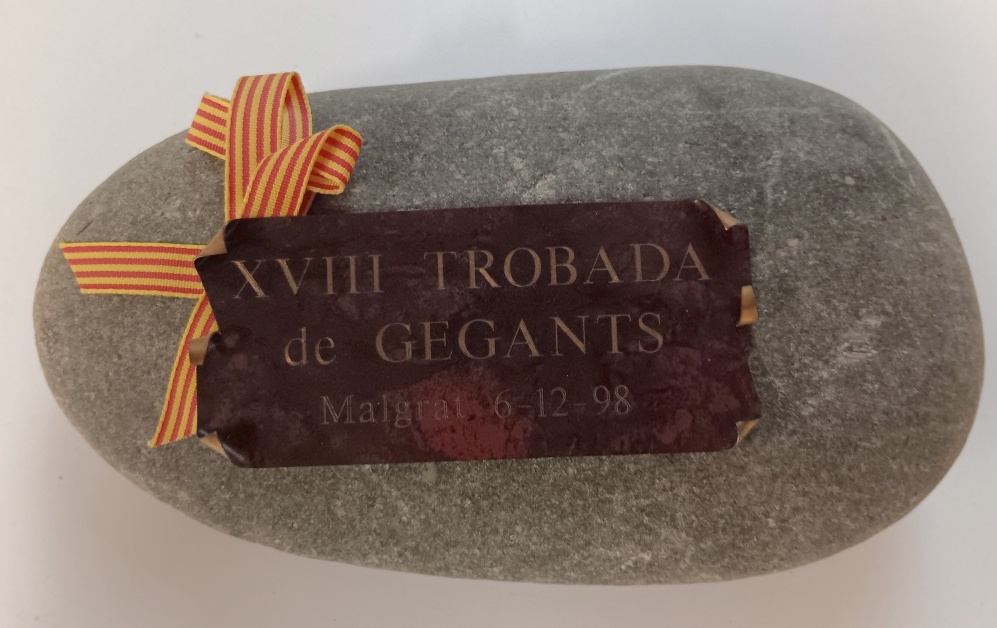 XVIII TROBADA
de GEGANTS
Malgrat 6-12-98